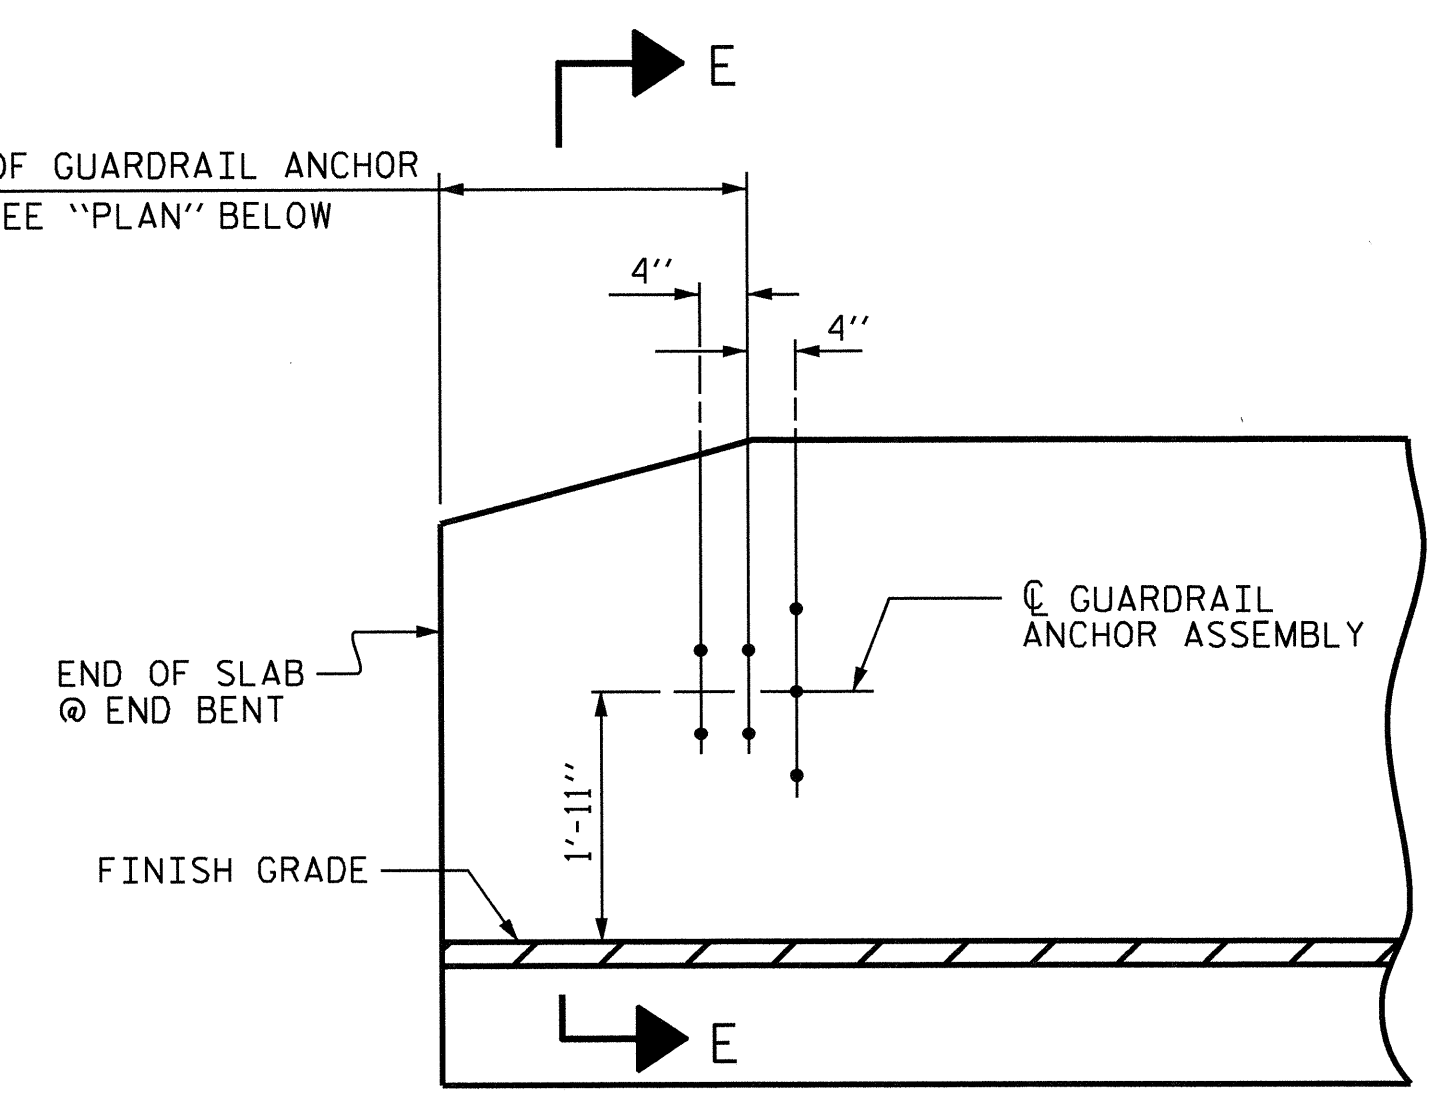 E
OF GUARDRAIL ANCHOR
EE "PLAN" BELOW
4"
4"
℄ GUARDRAIL
ANCHOR ASSEMBLY
END OF SLAB
@ END BENT
1'-11"
FINISH GRADE
E